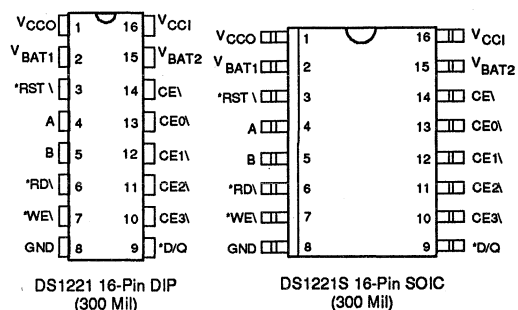 VCCO 1 16 VCCI
VBAT1 2 15 VBAT2
*RST \ 3 14 CE\
A 4 13 CE0\
B 5 12 CE1\
*RD\ 6 11 CE2\
*WE\ 7 10 CE3\
GND 8 9 *D/Q
DS1221 16-Pin DIP
(300 Mil)
VCCO 1 16 VCCI
VBAT1 2 15 VBAT2
*RST \ 3 14 CE\
A 4 13 CE0\
B 5 12 CE1\
*RD\ 6 11 CE2\
*WE\ 7 10 CE3\
GND 8 9 *D/Q
DS1221S 16-Pin SOIC
(300 Mil)